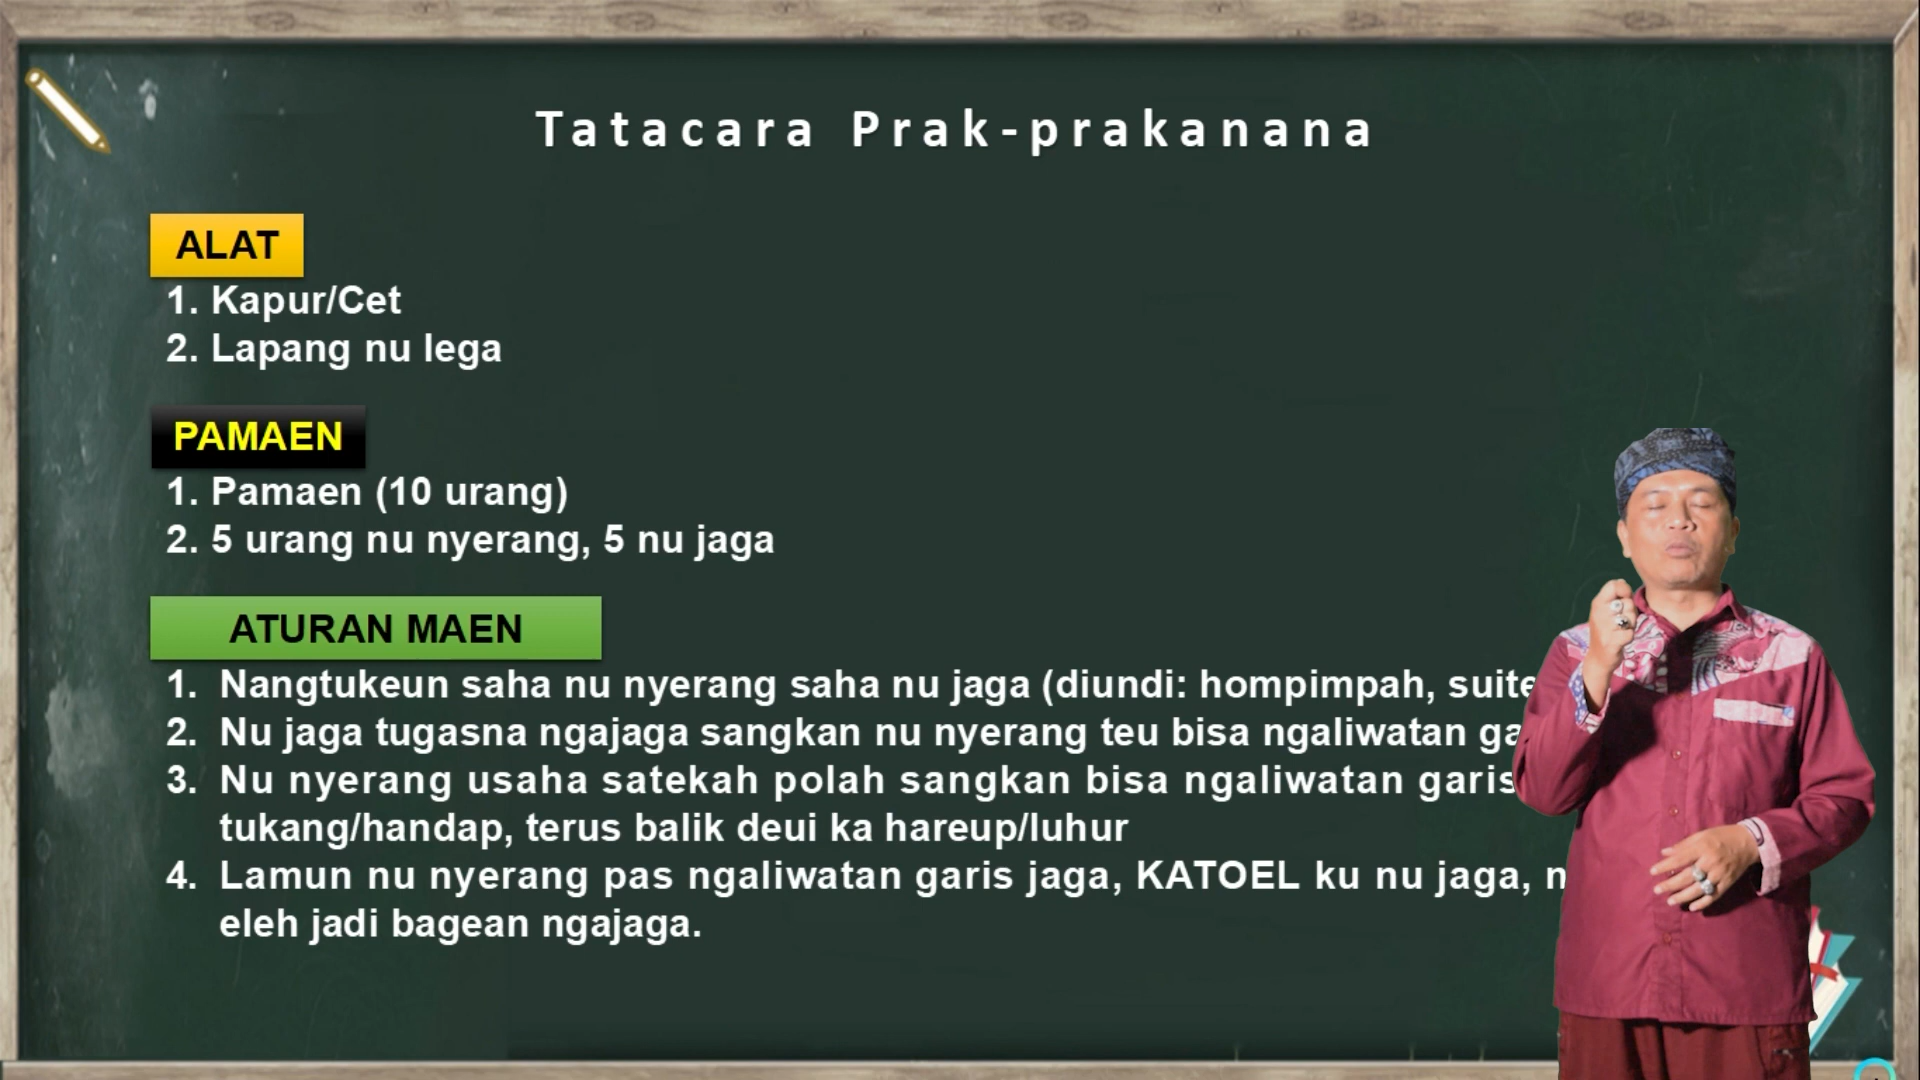 Tatacara Prak-prakanana
ALAT
1. Kapur/Cet
2. Lapang nu lega
PAMAEN
1. Pamaen (10 urang)
2. 5 urang nu nyerang, 5 nu jaga
ATURAN MAEN
1. Nangtukeun saha nu nyerang saha nu jaga (diundi: hompimpah,
2. Nu jaga tugasna ngajaga sangkan nu nyerang teu bisa ngaliwatan
3. Nu nyerang usaha satekah polah sangkan bisa ngaliwatan garis
tukang/handap, terus balik deui ka hareup/luhur
4. Lamun nu nyerang pas ngaliwatan garis jaga, KATOEL ku nu jaga,
eleh jadi bagean ngajaga.